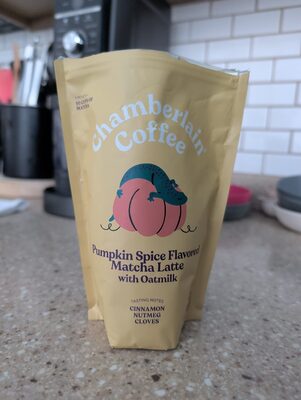 Chamberlain
Coffee
Pumpkin Spice Flavored
Matcha Latte
with Oatmilk
TASTING NOTES
CINNAMON
NUTMEG
CLOVES